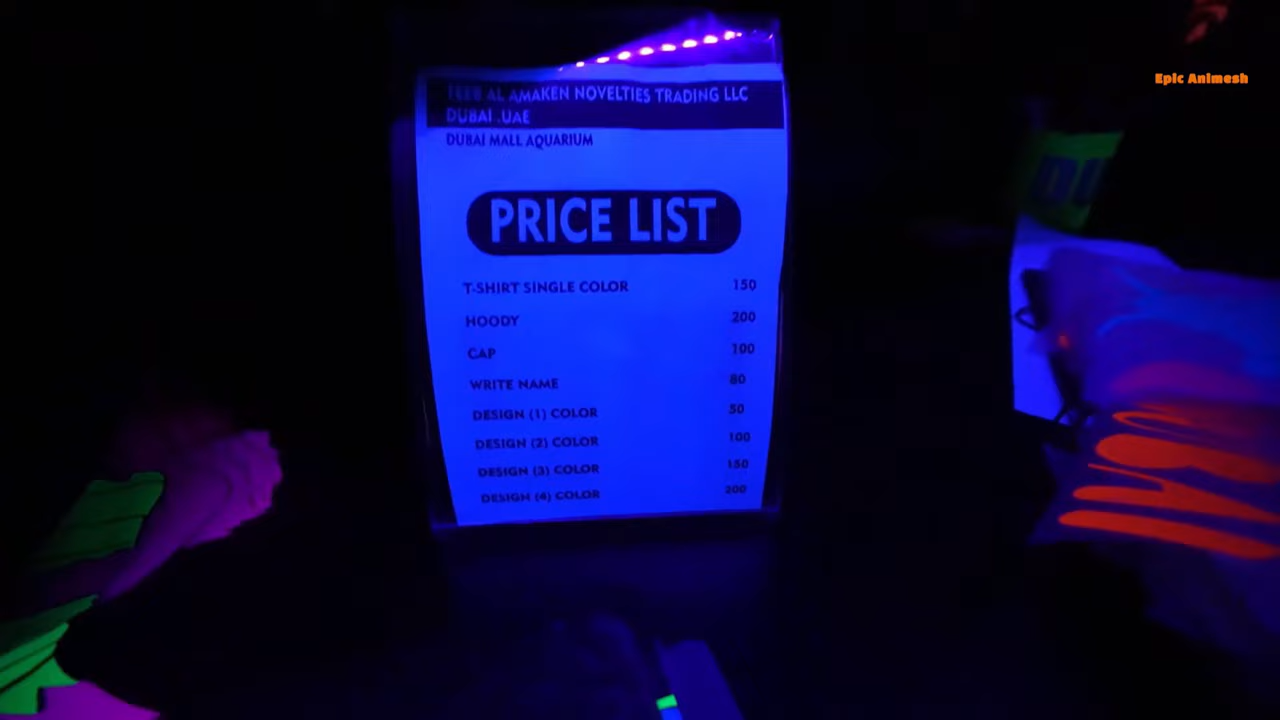 AL AMAKEN NOVELTIES TRADING LLC
DUBAI .UAE
DUBAI MALL AQUARIUM
PRICE LIST
T-SHIRT SINGLE COLOR 150
HOODY 200
CAP 100
WRITE NAME 80
DESIGN (1) COLOR 50
DESIGN (2) COLOR 100
DESIGN (3) COLOR 150
DESIGN (4) COLOR 200
Epic Animesh